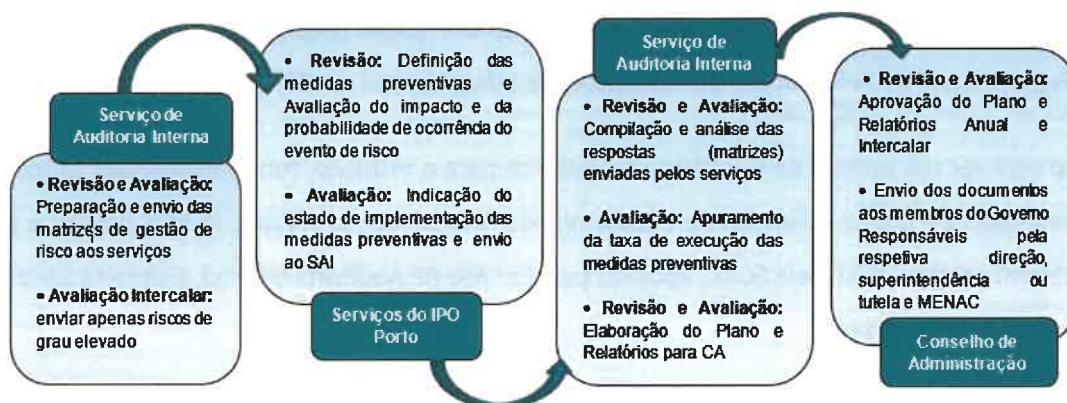 Serviço de
Auditoria Interna
• Revisão e Avaliação:
Preparação e envio das
matrizes de gestão de
risco aos serviços
• Avaliação Intercalar:
enviar apenas riscos de
grau elevado
• Revisão: Definição das
medidas preventivas e
Avaliação do impacto e da
probabilidade de ocorrência do
evento de risco
• Avaliação: Indicação do
estado de implementação das
medidas preventivas e envio
ao SAI
Serviços do IPO
Porto
Serviço de
Auditoria Interna
• Revisão e Avaliação:
Compilação e análise das
respostas (matrizes)
enviadas pelos serviços
• Avaliação: Apuramento
da taxa de execução das
medidas preventivas
• Revisão e Avaliação:
Elaboração do Plano e
Relatórios para CA
• Revisão e Avaliação:
Aprovação do Plano e
Relatórios Anual e
Intercalar
• Envio dos documentos
aos membros do Governo
Responsáveis pela
respetiva direção,
superintendência ou
tutela e MENAC
Conselho de
Administração